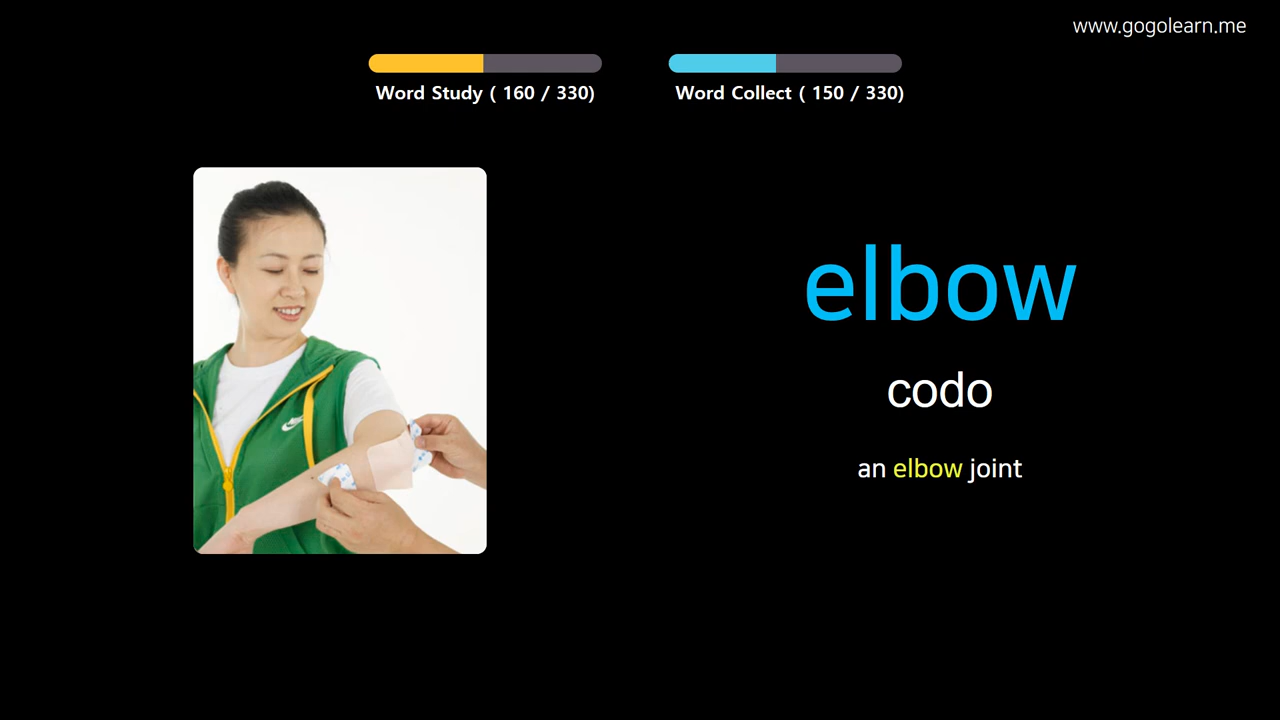 www.gogolearn.me
Word Study ( 160 / 330)
Word Collect ( 150 / 330)
elbow
codo
an elbow joint